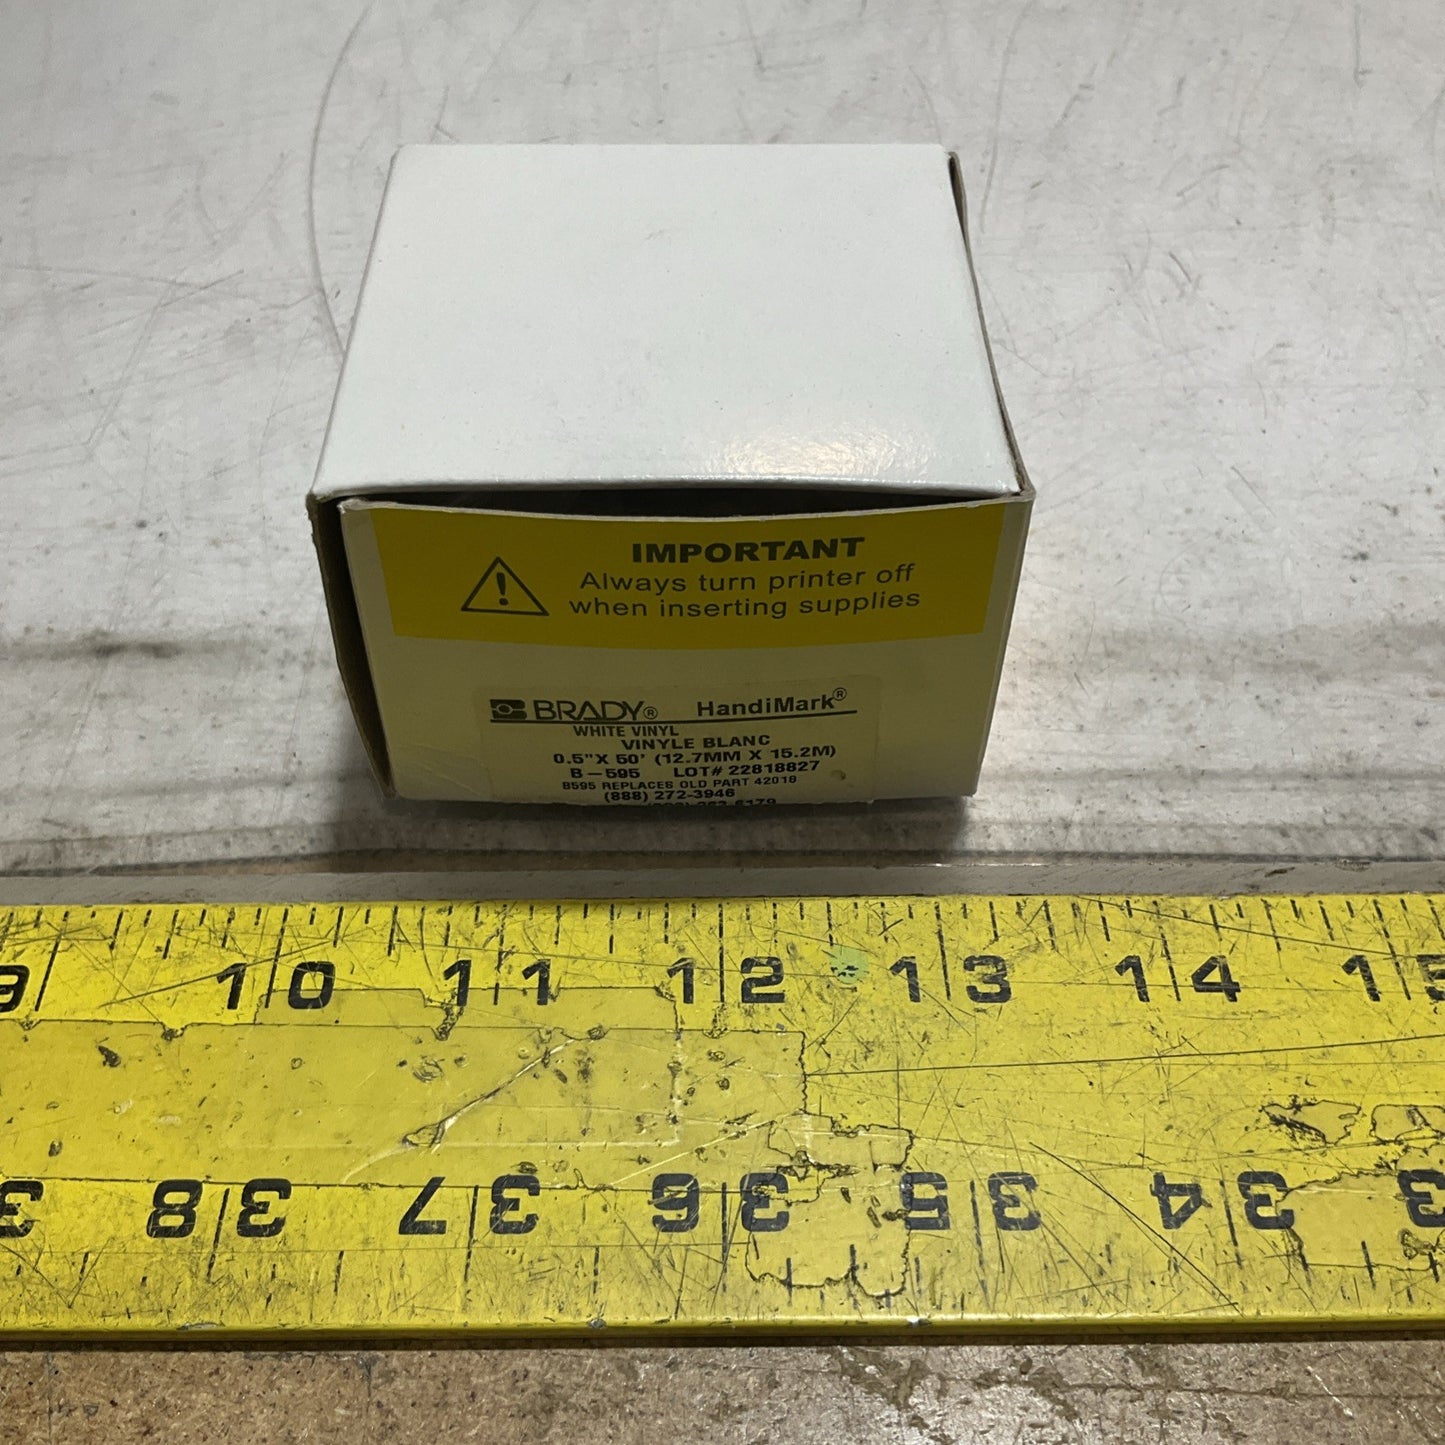 IMPORTANT
Always turn printer off
when inserting supplies
BRADY® HandiMark®
WHITE VINYL
VINYLE BLANC
0.5" X 50' (12.7MM X 15.2M)
B-595 LOT# 22818827
B595 REPLACES OLD PART 42018
(888) 272-3946
9 10 11 12 13 14 15
38 37 36 35 34